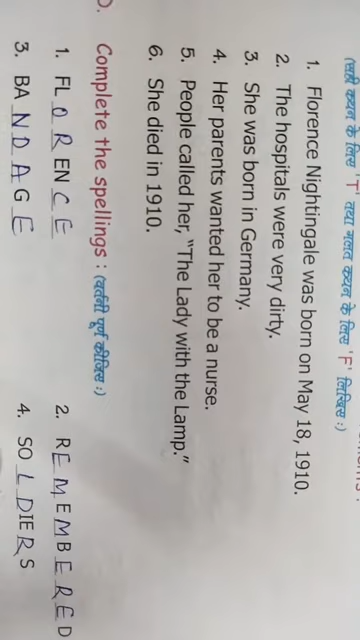 (सही कथन के लिस 'T' तथा गलत कथन के लिस 'F' लिखिस :)
1. Florence Nightingale was born on May 18, 1910.
2. The hospitals were very dirty.
3. She was born in Germany.
4. Her parents wanted her to be a nurse.
5. People called her, "The Lady with the Lamp."
6. She died in 1910.
D. Complete the spellings : (वर्तनी पूर्ण कीजिस :)
1. FLORENCE 2. REMEMBERED
3. BANDAGE 4. SOLDIERS